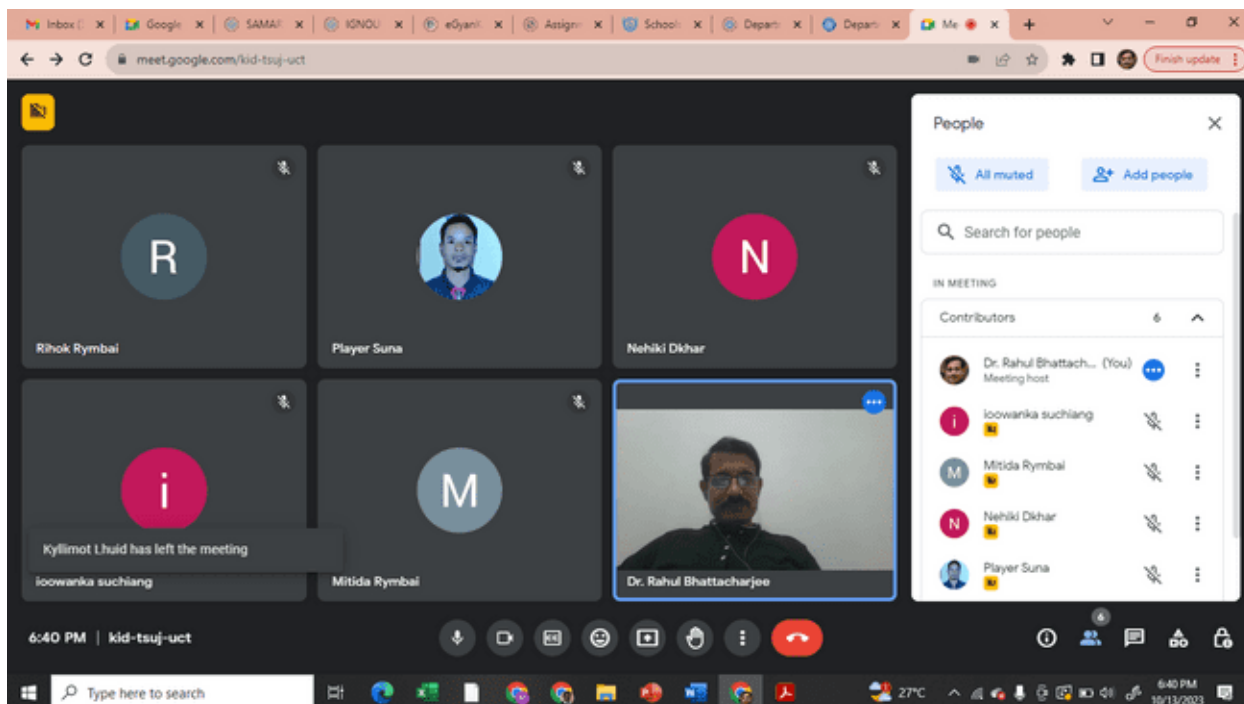 Inbox (
Google
SAMAR
IGNOU
eGyanK
Assignm
School
Depart
Depart
Me
meet.google.com/kid-tsuj-uct
Finish update
People
All muted
Add people
Search for people
IN MEETING
Contributors 6
Dr. Rahul Bhattach... (You)
Meeting host
i ioowanka suchiang
M Mitida Rymbai
N Nehiki Dkhar
Player Suna
R
Rihok Rymbai
Player Suna
N
Nehiki Dkhar
i
Kyllimot Lhuid has left the meeting
ioowanka suchiang
M
Mitida Rymbai
Dr. Rahul Bhattacharjee
6:40 PM | kid-tsuj-uct
6
Type here to search
27°C
6:40 PM
10/13/2023